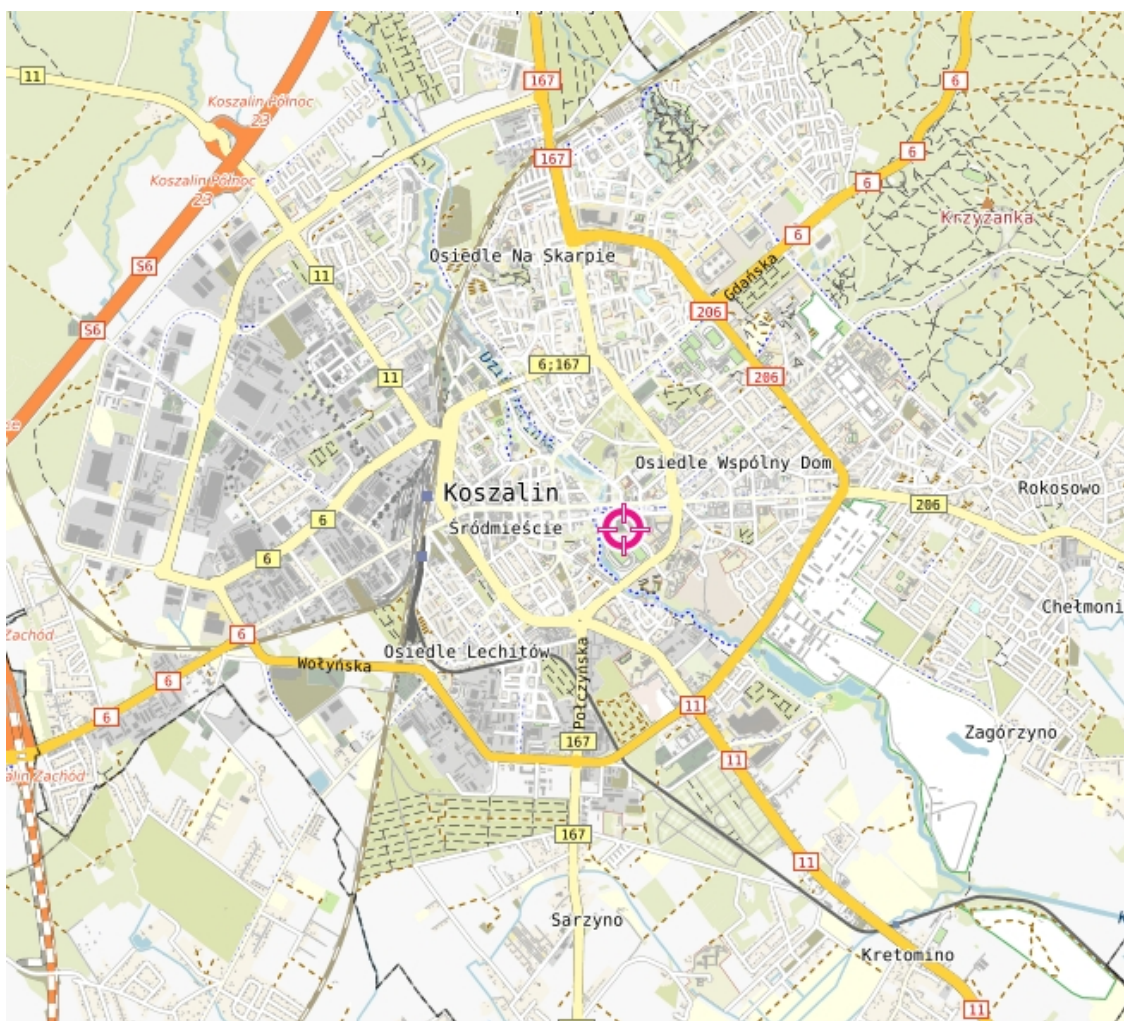 11
167
6
Koszalin Północ
23
167
6
Koszalin Północ
23
6
Krzyżanka
6
Osiedle Na Skarpie
S6
11
Gdańska
206
S6
6;167
11
206
Osiedle Wspólny Dom
Koszalin
Rokosowo
206
Śródmieście
6
6
Chełmoni
Zachód
6
Osiedle Lechitów
Wołyńska
6
Połczyńska
11
6
167
Zagórzyno
11
alin Zachód
167
11
Sarzyno
Kretomino
11